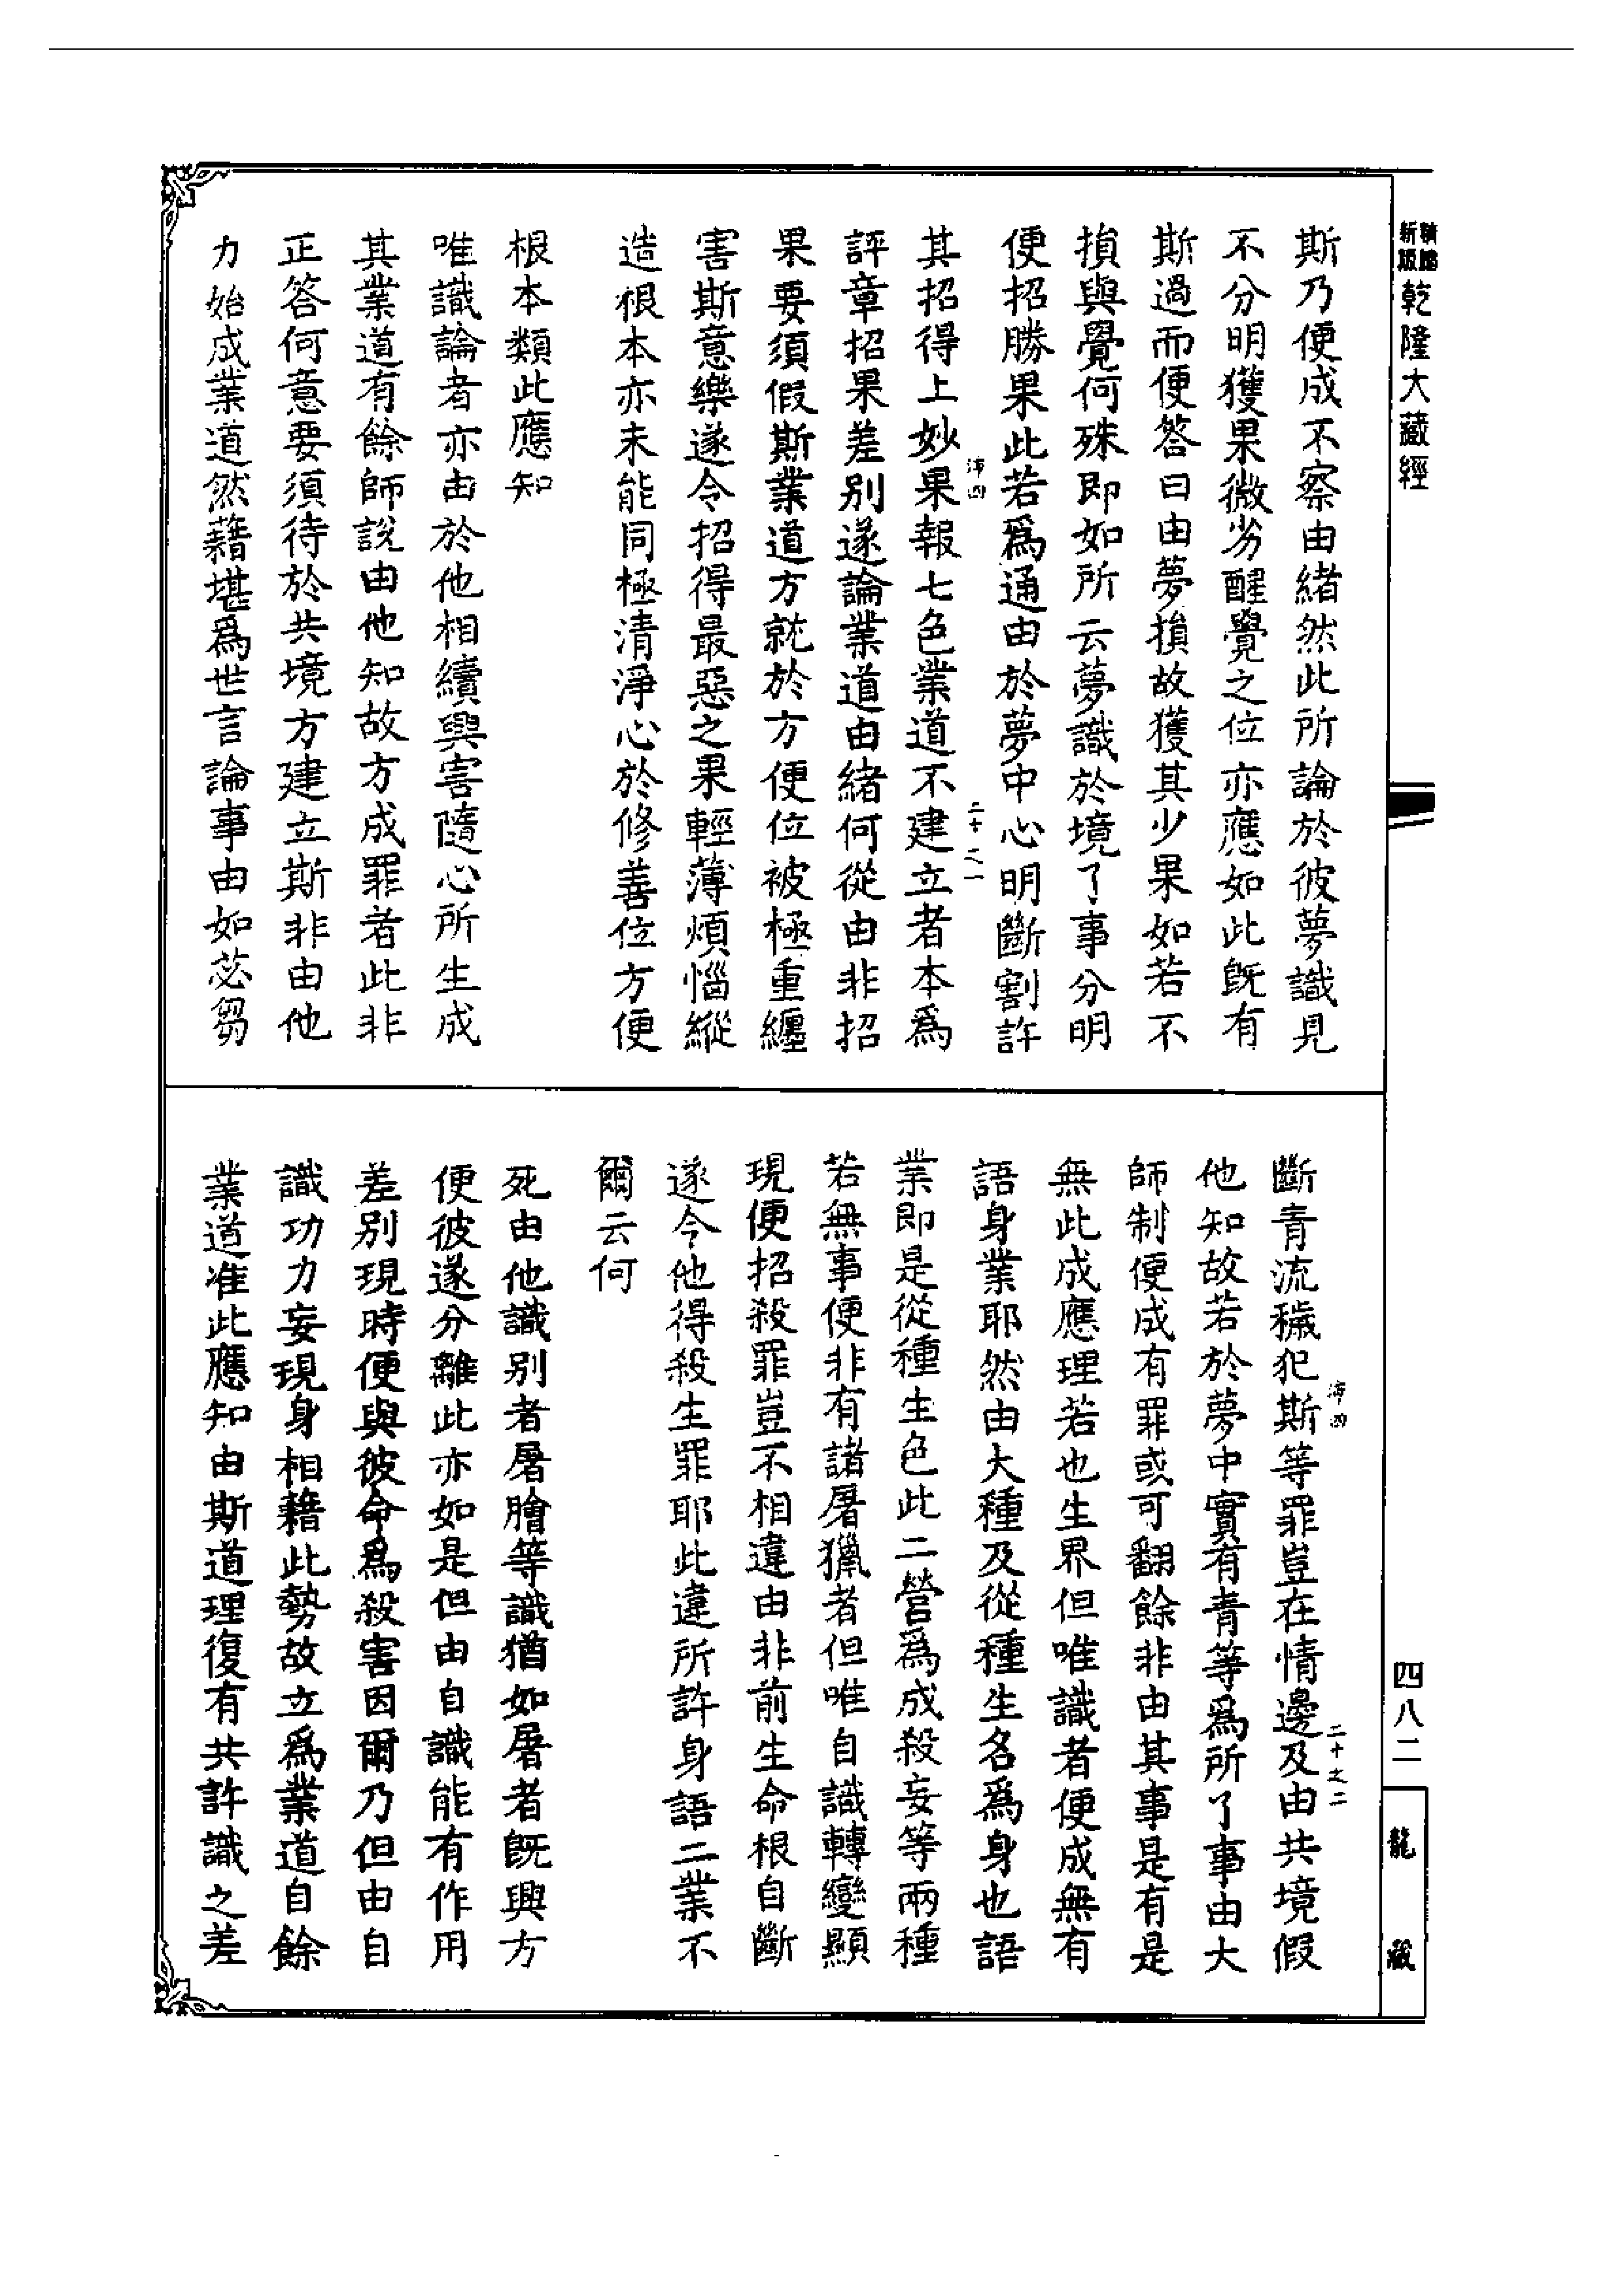 新版
乾隆大藏經
斯乃便成不察由緒然此所論於彼夢識見
不分明獲果微劣醒覺之位亦應如此既有
斯過而便答曰由夢損故獲其少果如若不
損與覺何殊即如所云夢識於境了事分明
便招勝果此若爲通由於夢中心明斷割許
其招得上妙果報七色業道不建立者本爲
二十之一
評章招果差別遂論業道由緒何從由非招
果要須假斯業道方就於方便位被極重纏
害斯意樂遂令招得最惡之果輕薄煩惱縱
造根本亦未能同極清淨心於修善位方便
根本類此應知
唯識論者亦由於他相續興害隨心所生成
其業道有餘師說由他知故方成罪者此非
正答何意要須待於共境方建立斯非由他
力始成業道然藉堪爲世言論事由如苾芻
二十之二
斷青流穢犯斯等罪豈在情邊及由共境假
他知故若於夢中實有青等爲所了事由大
師制便成有罪或可翻餘非由其事是有是
無此成應理若也生界但唯識者便成無有
語身業耶然由大種及從種生名爲身也語
業即是從種生色此二營爲成殺妄等兩種
若無事便非有諸屠獵者但唯自識轉變顯
現便招殺罪豈不相違由非前生命根自斷
遂令他得殺生罪耶此違所許身語二業不
爾云何
死由他識別者屠膾等識猶如屠者既興方
便彼遂分離此亦如是但由自識能有作用
差別現時便與彼命爲殺害因爾乃但由自
識功力妄現身相藉此勢故立爲業道自餘
業道准此應知由斯道理復有共許識之差
四八二
龍藏